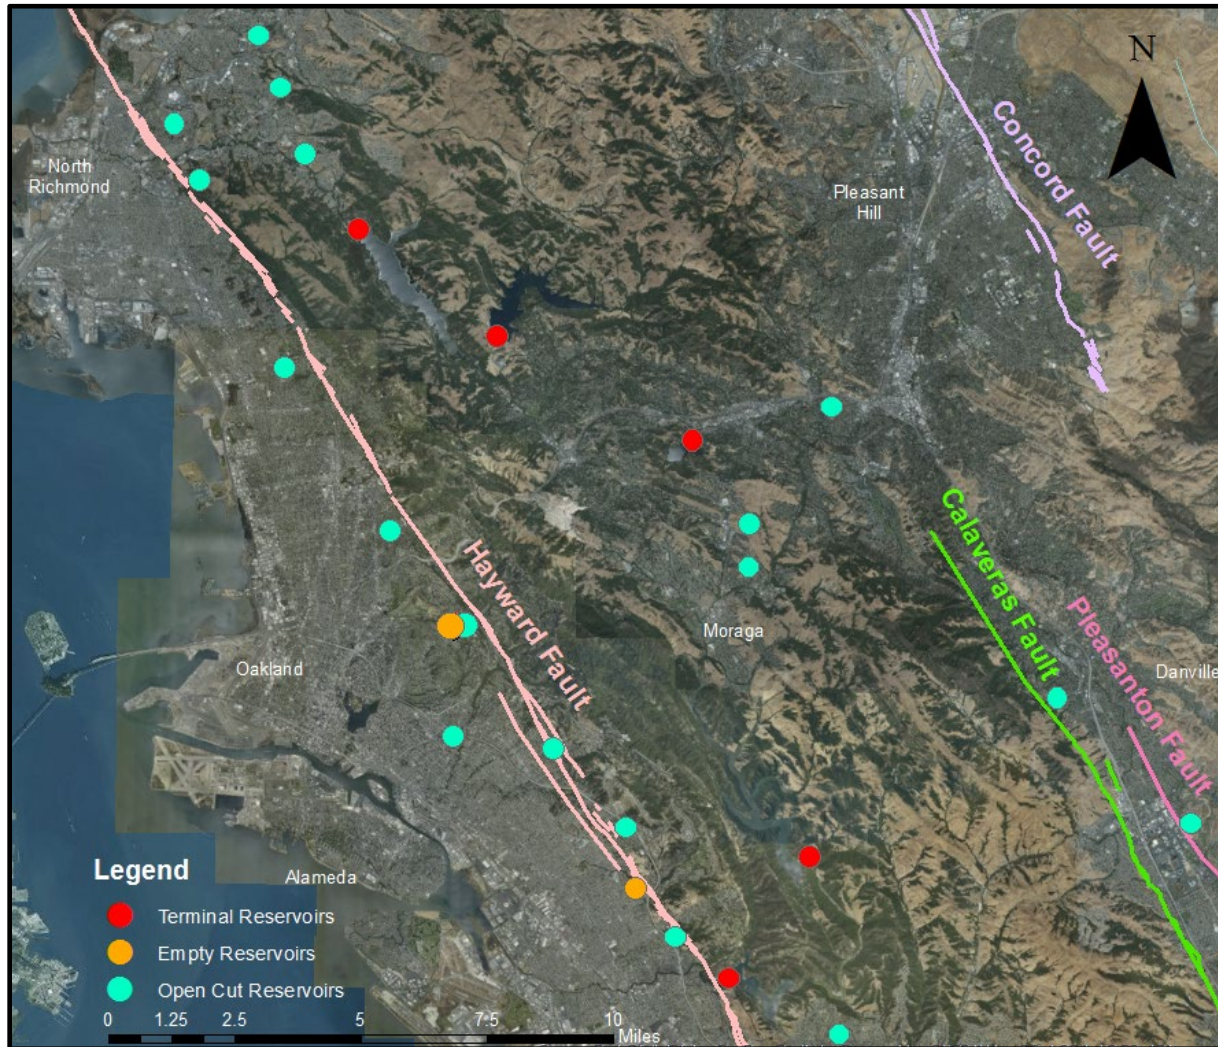 N
Concord Fault
North
Richmond
Pleasant
Hill
Hayward Fault
Calaveras Fault
Pleasanton Fault
Moraga
Oakland
Danville
Legend
Alameda
Terminal Reservoirs
Empty Reservoirs
Open Cut Reservoirs
0 1.25 2.5 5 7.5 10
Miles